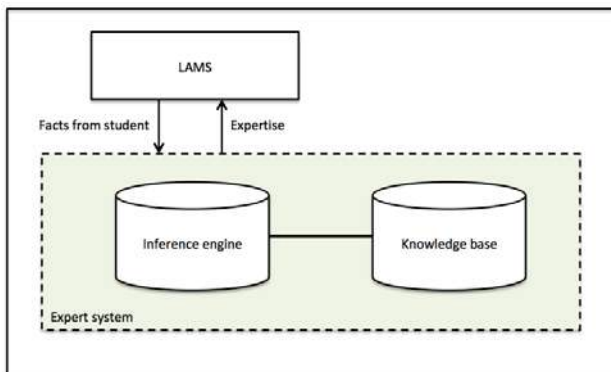 LAMS
Facts from student
Expertise
Inference engine
Knowledge base
Expert system